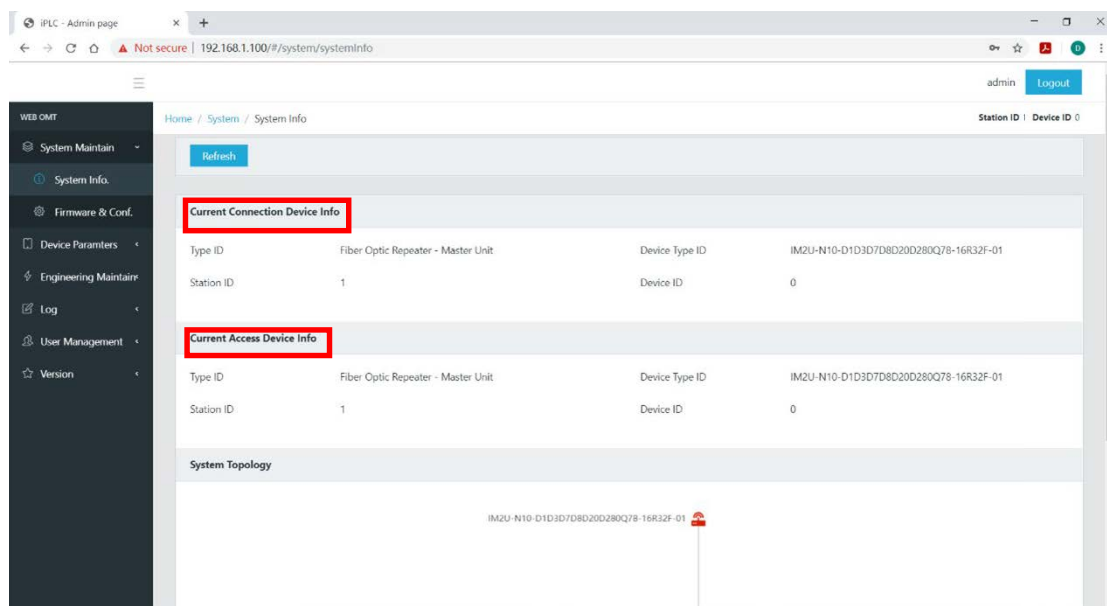 iPLC - Admin page
Not secure | 192.168.1.100/#/system/systemInfo
D
admin Logout
WEB OMT
Home / System / System Info
Station ID 1 Device ID 0
System Maintain
Refresh
System Info.
Firmware & Conf.
Current Connection Device Info
Device Paramters
Type ID Fiber Optic Repeater - Master Unit Device Type ID IM2U-N10-D1D3D7D8D20D280Q78-16R32F-01
Engineering Maintain
Station ID 1 Device ID 0
Log
User Management
Current Access Device Info
Version
Type ID Fiber Optic Repeater - Master Unit Device Type ID IM2U-N10-D1D3D7D8D20D280Q78-16R32F-01
Station ID 1 Device ID 0
System Topology
IM2U-N10-D1D3D7D8D20D280Q78-16R32F-01